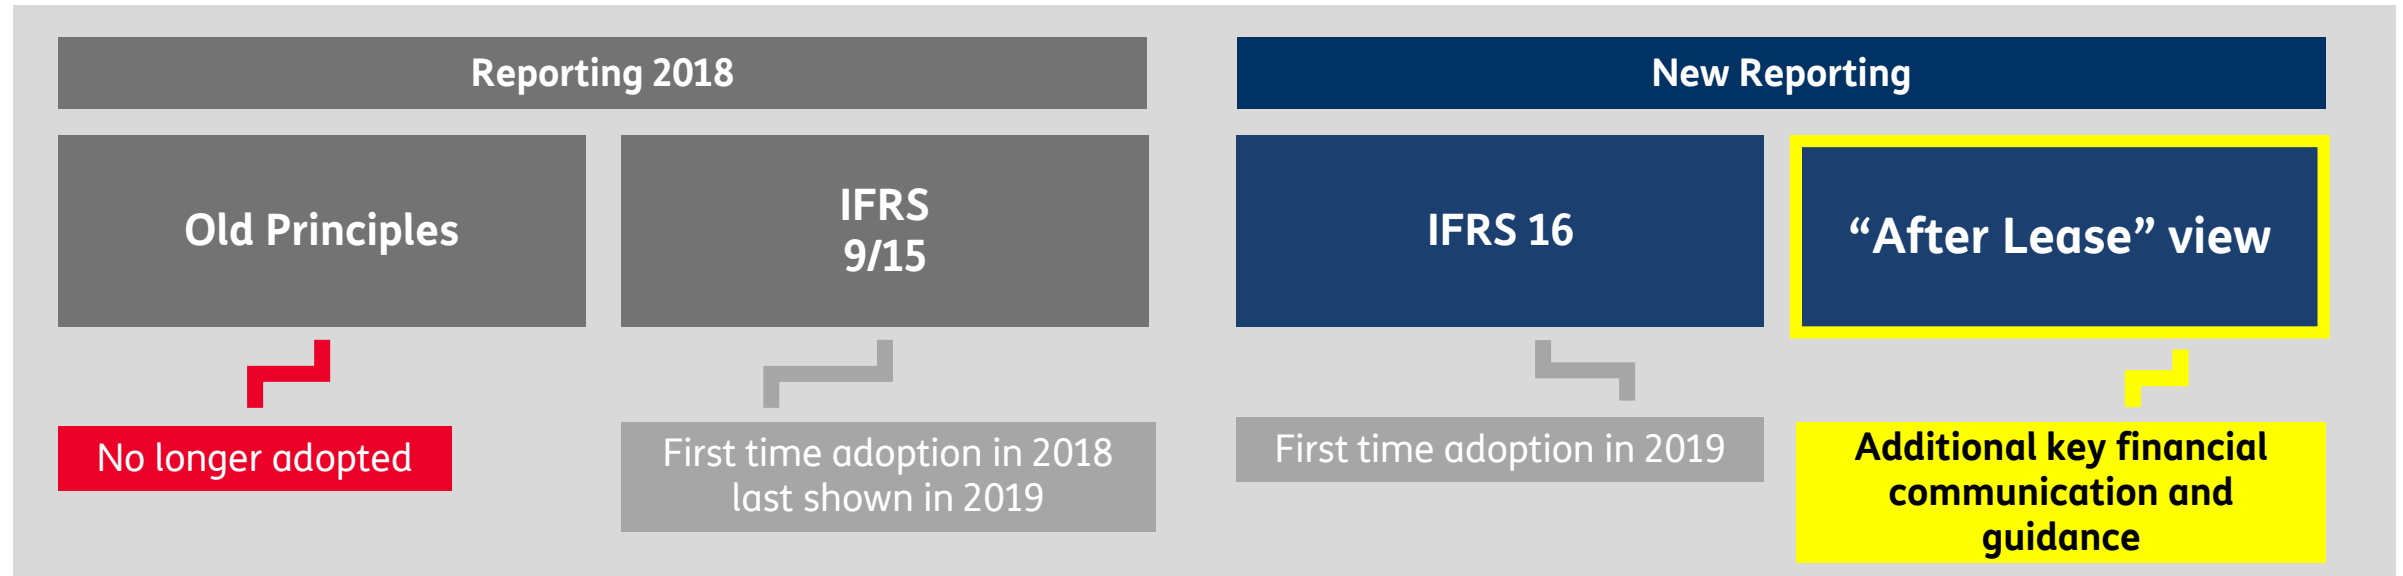 Reporting 2018
New Reporting
Old Principles
IFRS
9/15
IFRS 16
“After Lease” view
No longer adopted
First time adoption in 2018
last shown in 2019
First time adoption in 2019
Additional key financial
communication and
guidance